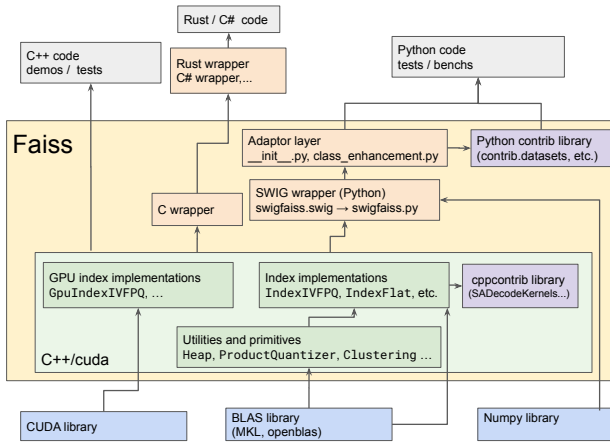 Rust / C# code
C++ code
demos / tests
Rust wrapper
C# wrapper,...
Python code
tests / benchs
Faiss
Adaptor layer
__init__.py, class_enhancement.py
Python contrib library
(contrib.datasets, etc.)
SWIG wrapper (Python)
swigfaiss.swig → swigfaiss.py
C wrapper
GPU index implementations
GpuIndexIVFPQ, ...
Index implementations
IndexIVFPQ, IndexFlat, etc.
cppcontrib library
(SADecodeKernels...)
Utilities and primitives
Heap, ProductQuantizer, Clustering ...
C++/cuda
CUDA library
BLAS library
(MKL, openblas)
Numpy library